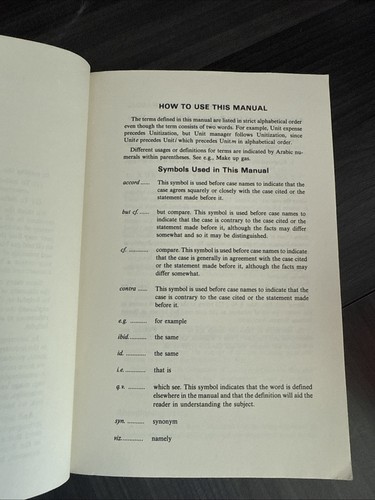 HOW TO USE THIS MANUAL
The terms defined in this manual are listed in strict alphabetical order
even though the term consists of two words. For example, Unit expense
precedes Unitization, but Unit manager follows Unitization, since
Unite precedes Uniti which precedes Unitm in alphabetical order.
Different usages or definitions for terms are indicated by Arabic nu-
merals within parentheses. See e.g., Make up gas.
Symbols Used in This Manual
accord ..... This symbol is used before case names to indicate that the
case agrees squarely or closely with the cited case or the
statement made before it.
but cf. ..... but compare. This symbol is used before case names to
indicate that the case is contrary to the case cited or the
statement made before it, although the facts may differ
somewhat and so it may be distinguished.
cf. ........... compare. This symbol is used before case names to indicate
that the case is generally in agreement with the case cited
or the statement made before it, although the facts may
differ somewhat.
contra ..... This symbol is used before case names to indicate that the
case is contrary to the case cited or the statement made
before it.
e.g. .......... for example
ibid. .......... the same
id. ............ the same
i.e. ........... that is
q.v. .......... which see. This symbol indicates that the word is defined
elsewhere in the manual and that the definition will aid the
reader in understanding the subject.
syn. .......... synonym
viz. .......... namely